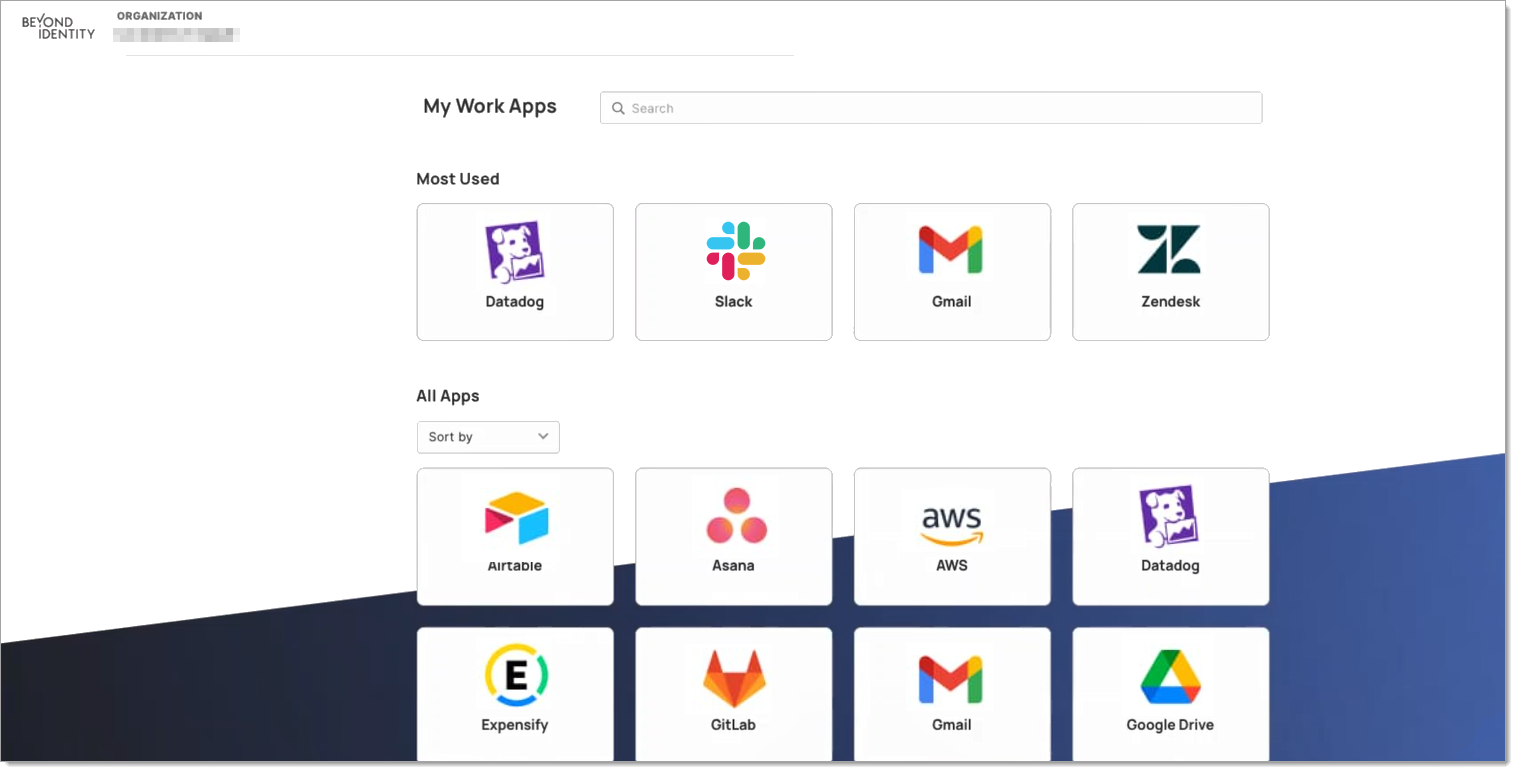 BEYOND
IDENTITY
ORGANIZATION
My Work Apps
Search
Most Used
Datadog
Slack
Gmail
Zendesk
All Apps
Sort by
Airtable
Asana
aws
AWS
Datadog
E
Expensify
GitLab
Gmail
Google Drive